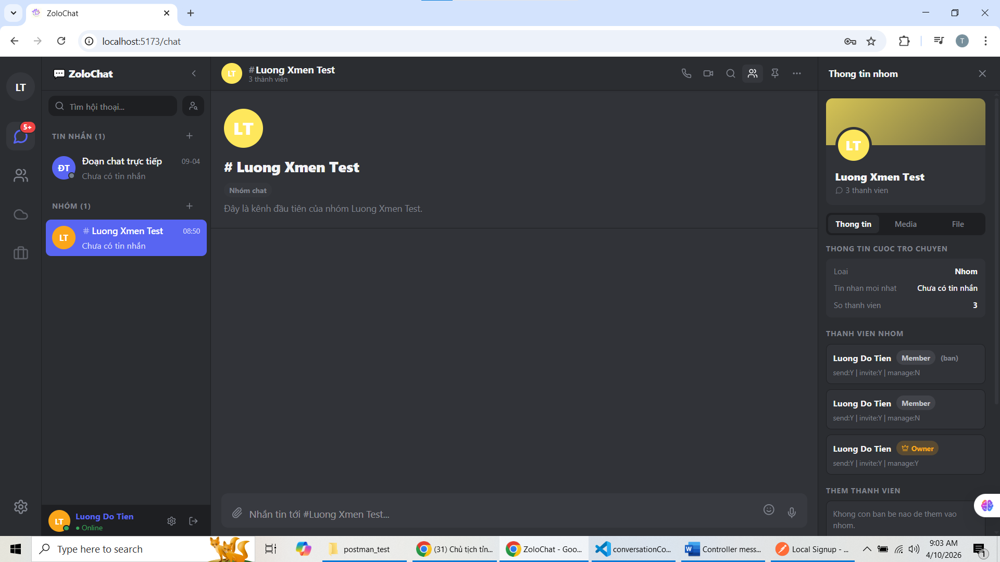 ZoloChat
localhost:5173/chat
T
LT
5+
ZoloChat
Tìm hội thoại...
TIN NHẮN (1)
ĐT
Đoạn chat trực tiếp
09-04
Chưa có tin nhắn
NHÓM (1)
LT
# Luong Xmen Test
08:50
Chưa có tin nhắn
LT
Luong Do Tien
● Online
LT
#Luong Xmen Test
3 thành viên
LT
# Luong Xmen Test
Nhóm chat
Đây là kênh đầu tiên của nhóm Luong Xmen Test.
Nhắn tin tới #Luong Xmen Test...
Thong tin nhom
LT
Luong Xmen Test
3 thanh vien
Thong tin
Media
File
THONG TIN CUOC TRO CHUYEN
Loai
Nhom
Tin nhan moi nhat
Chưa có tin nhắn
So thanh vien
3
THANH VIEN NHOM
Luong Do Tien Member (ban)
send:Y | invite:Y | manage:N
Luong Do Tien Member
send:Y | invite:Y | manage:N
Luong Do Tien Owner
send:Y | invite:Y | manage:Y
THEM THANH VIEN
Khong con ban be nao de them vao
nhom.
Type here to search
postman_test
(31) Chủ tịch tỉn...
ZoloChat - Goo...
conversationCo...
Controller mess...
Local Signup - ...
9:03 AM
4/10/2026
1